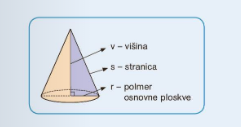 v – višina
s – stranica
r – polmer
osnovne ploskve